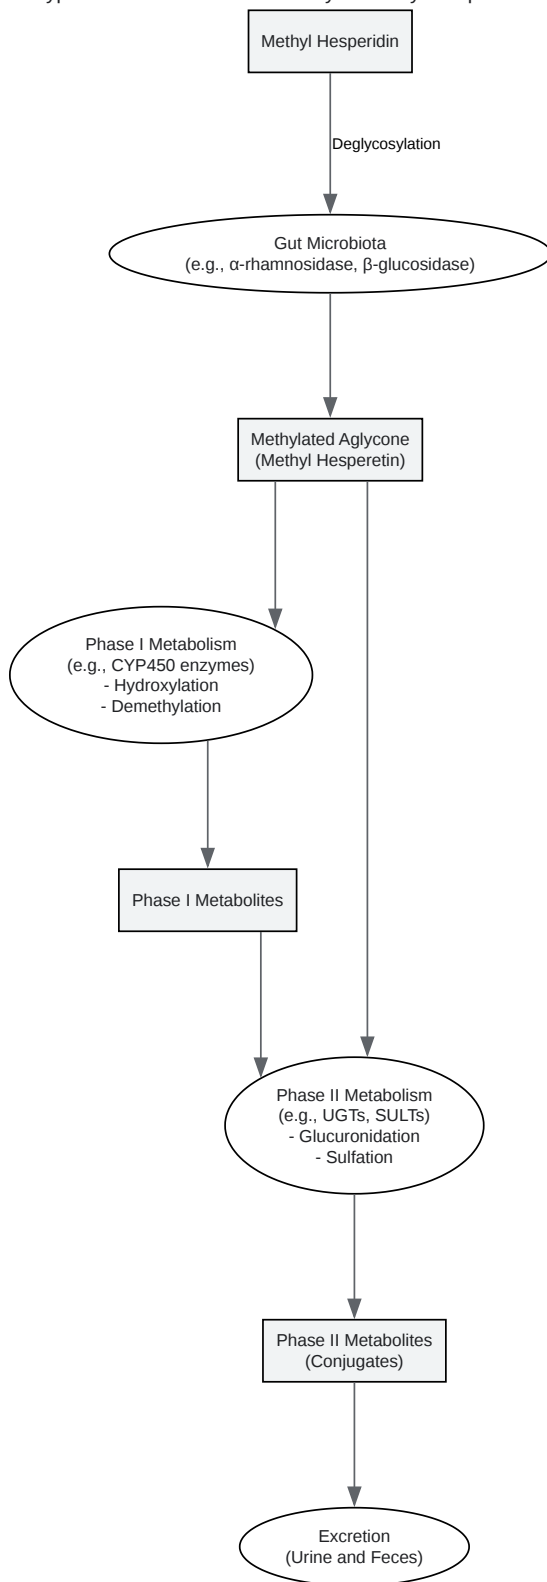 Methyl Hesperidin
Deglycosylation
Gut Microbiota
(e.g., α-rhamnosidase, β-glucosidase)
Methylated Aglycone
(Methyl Hesperetin)
Phase I Metabolism
(e.g., CYP450 enzymes)
- Hydroxylation
- Demethylation
Phase I Metabolites
Phase II Metabolism
(e.g., UGTs, SULTs)
- Glucuronidation
- Sulfation
Phase II Metabolites
(Conjugates)
Excretion
(Urine and Feces)